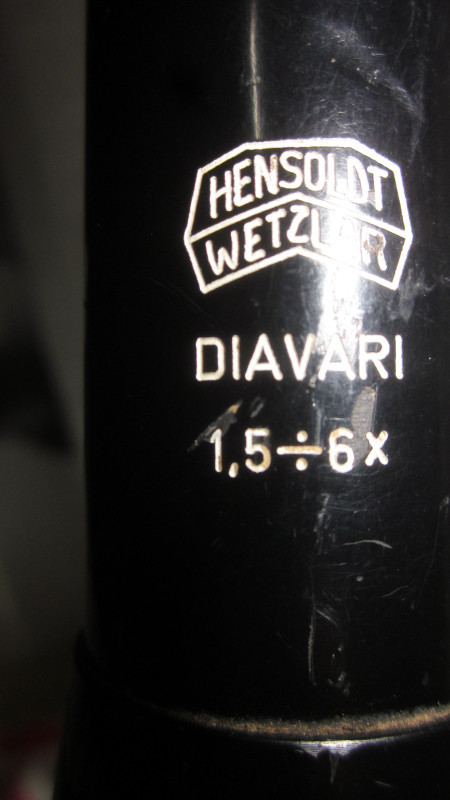 HENSOLDT
WETZLAR
DIAVARI
1,5÷6x